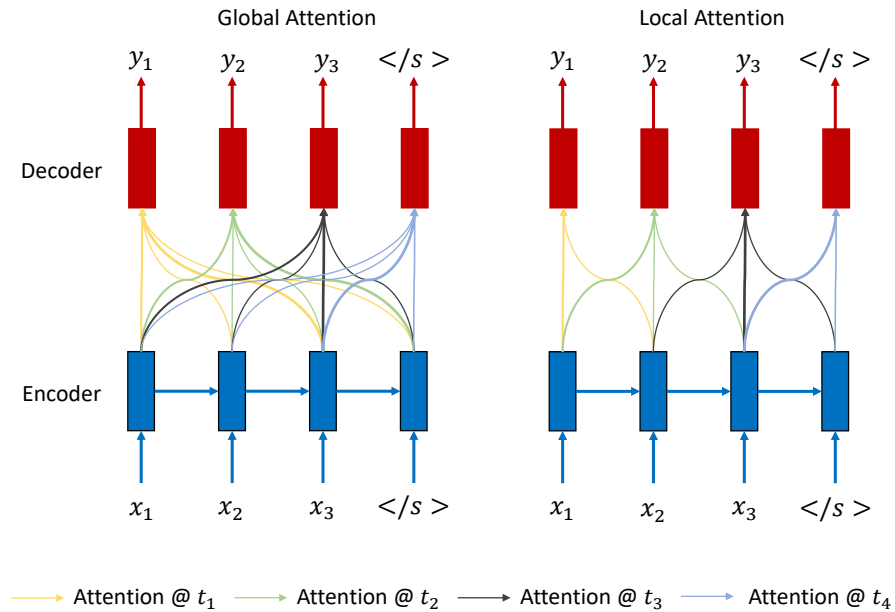 Global Attention Local Attention
y₁ y₂ y₃ </s> y₁ y₂ y₃ </s>
Decoder
Encoder
x₁ x₂ x₃ </s> x₁ x₂ x₃ </s>
Attention @ t₁ Attention @ t₂ Attention @ t₃ Attention @ t₄